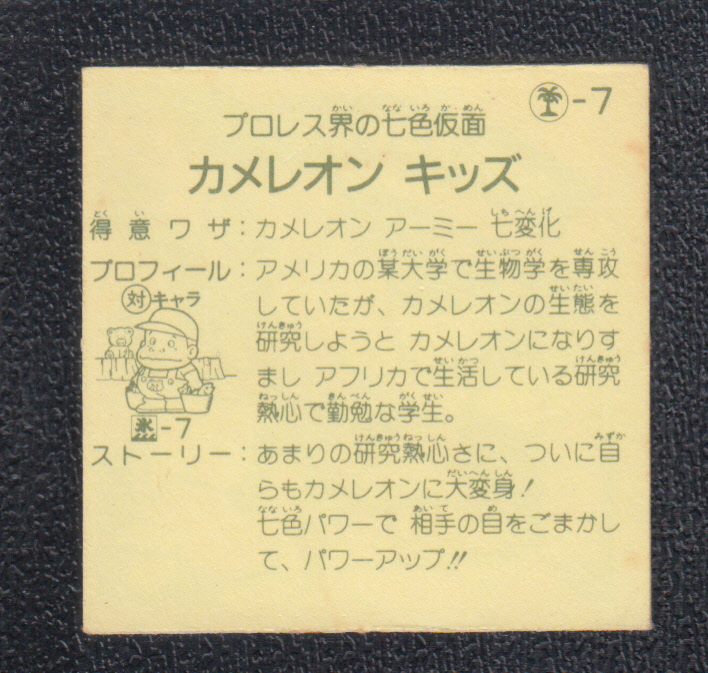 -7
プロレス界の七色仮面
カメレオン キッズ
得意ワザ：カメレオン アーミー 七変化
プロフィール：アメリカの某大学で生物学を専攻
していたが、カメレオンの生態を
研究しようと カメレオンになりす
まし アフリカで生活している研究
熱心で勤勉な学生。
対キャラ
氷-7
ストーリー：あまりの研究熱心さに、ついに自
らもカメレオンに大変身！
七色パワーで 相手の目をごまかし
て、パワーアップ!!